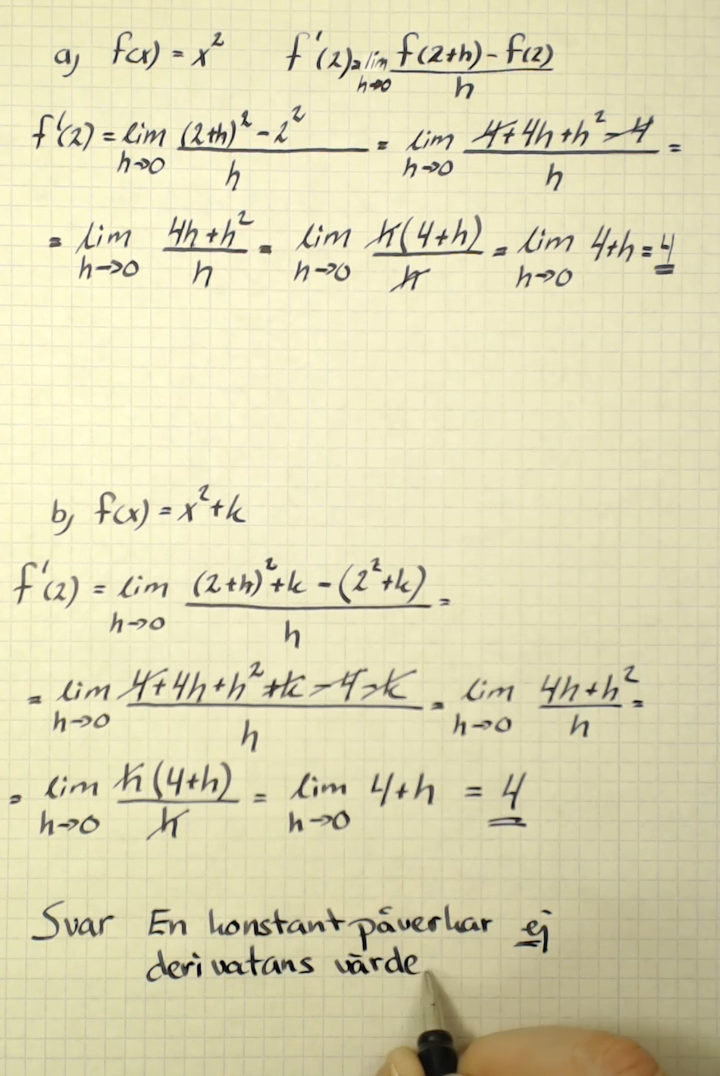 a) f(x) = x² f'(2) = lim h→0 f(2+h) - f(2) / h
f'(2) = lim h→0 (2+h)² - 2² / h = lim h→0 4 + 4h + h² - 4 / h =
= lim h→0 4h + h² / h = lim h→0 h(4+h) / h = lim h→0 4+h = 4
b) f(x) = x² + k
f'(2) = lim h→0 (2+h)² + k - (2² + k) / h =
= lim h→0 4 + 4h + h² + k - 4 - k / h = lim h→0 4h + h² / h =
= lim h→0 h(4+h) / h = lim h→0 4+h = 4
Svar En konstant påverkar ej
derivatans värde